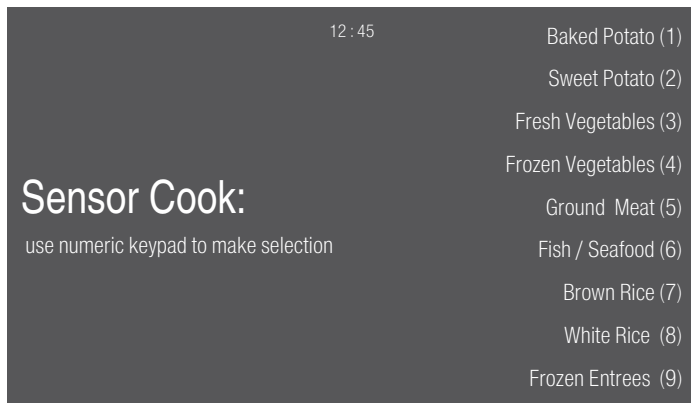 12 : 45
Sensor Cook:
use numeric keypad to make selection
Baked Potato (1)
Sweet Potato (2)
Fresh Vegetables (3)
Frozen Vegetables (4)
Ground Meat (5)
Fish / Seafood (6)
Brown Rice (7)
White Rice (8)
Frozen Entrees (9)